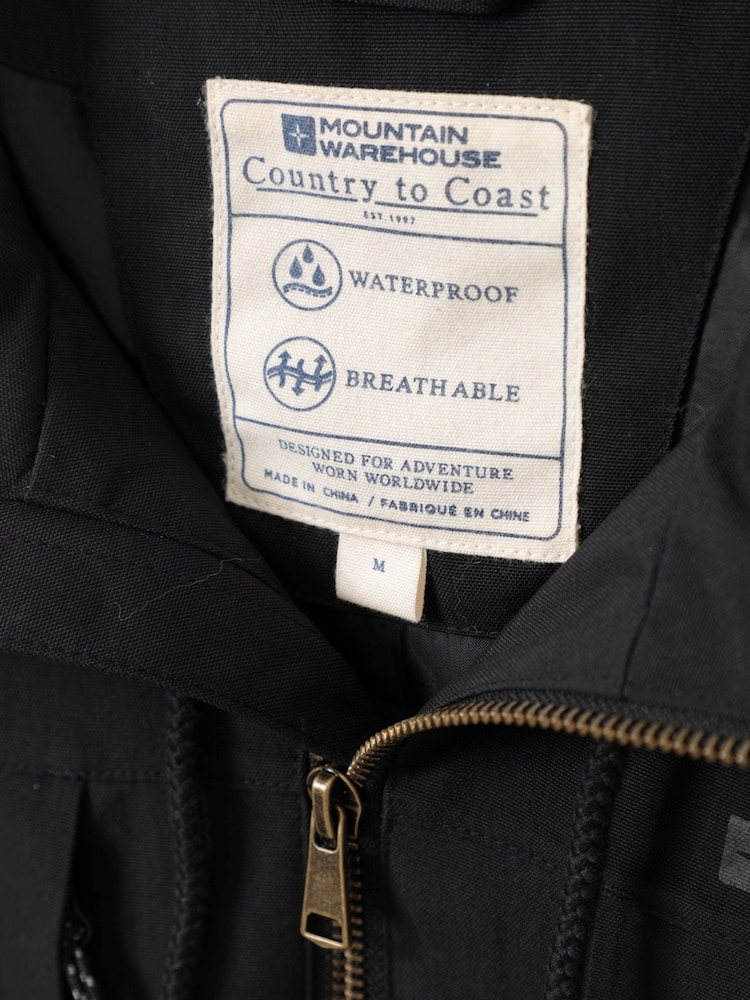 MOUNTAIN
WAREHOUSE
Country to Coast
EST. 1997
WATERPROOF
BREATHABLE
DESIGNED FOR ADVENTURE
WORN WORLDWIDE
MADE IN CHINA / FABRIQUÉ EN CHINE
M